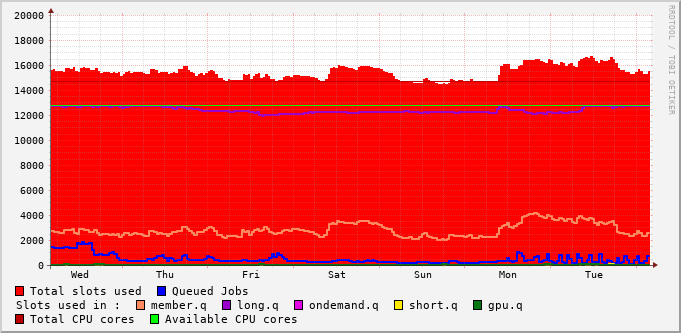 20000
18000
16000
14000
12000
10000
8000
6000
4000
2000
0
Wed Thu Fri Sat Sun Mon Tue
RRDTOOL / TOBI OETIKER
Total slots used Queued Jobs
Slots used in : member.q long.q ondemand.q short.q gpu.q
Total CPU cores Available CPU cores